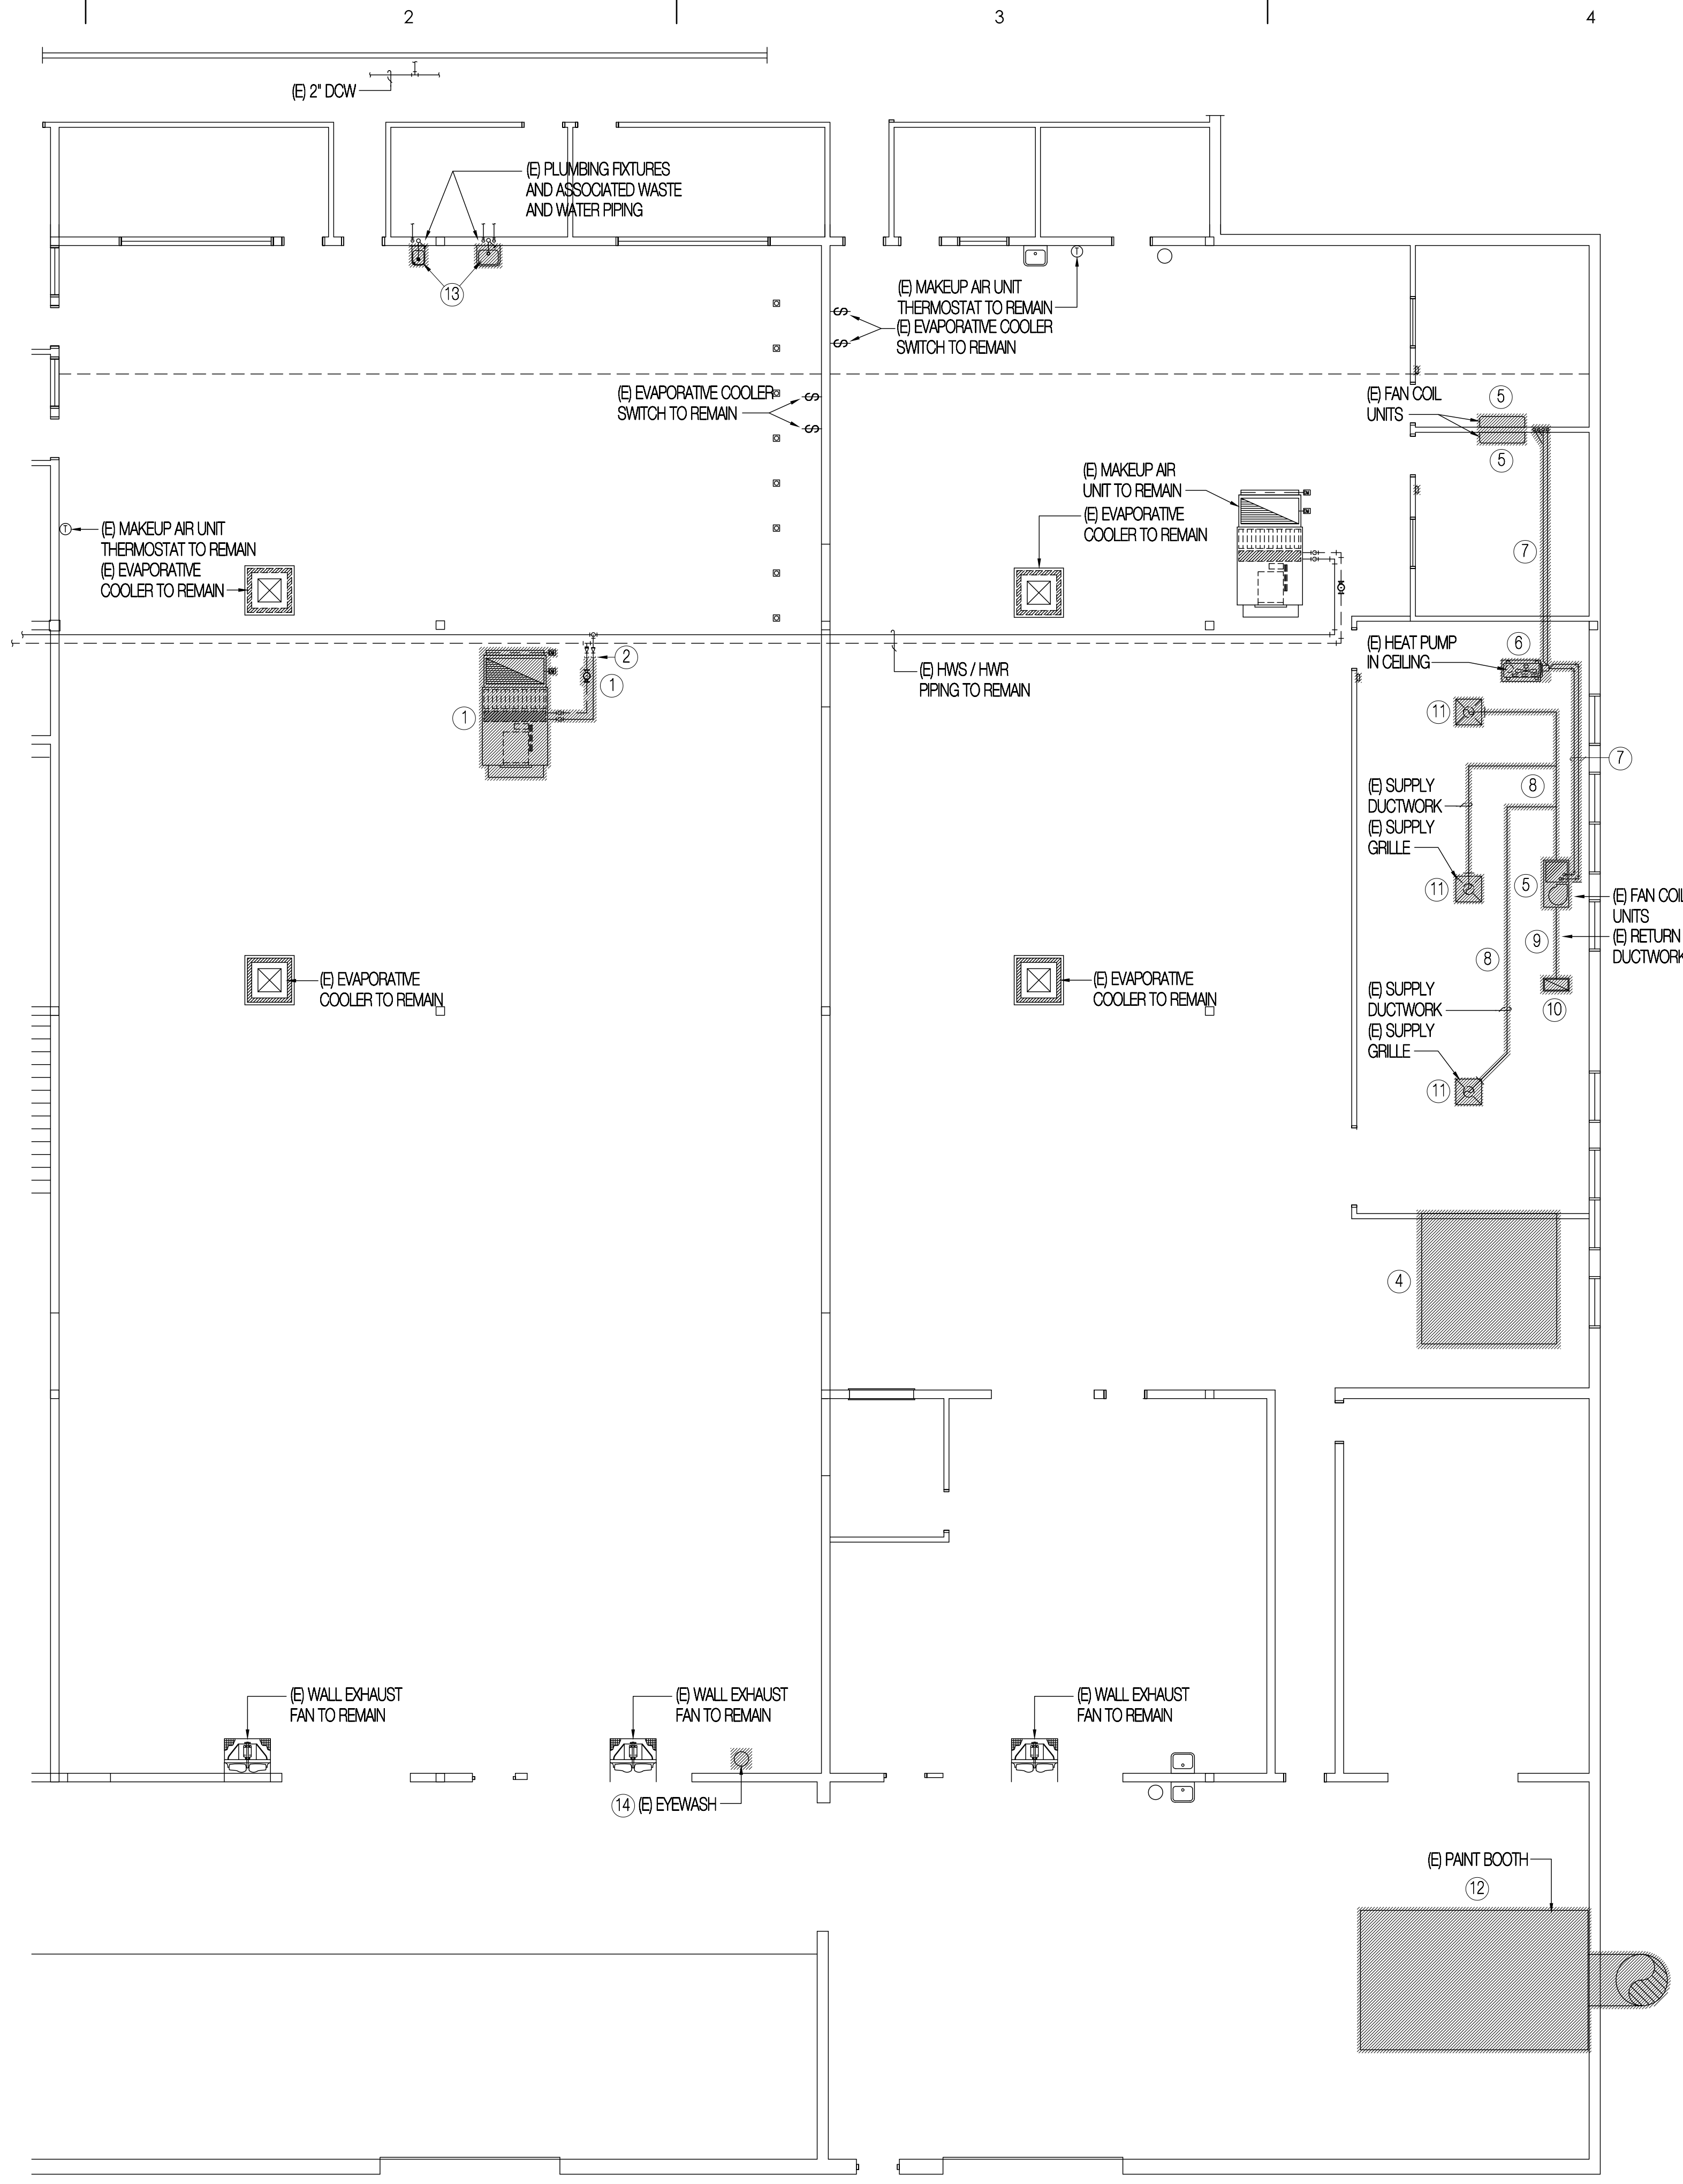 2
3
4
(E) 2" DCW
(E) PLUMBING FIXTURES
AND ASSOCIATED WASTE
AND WATER PIPING
13
(E) MAKEUP AIR UNIT
THERMOSTAT TO REMAIN
(E) EVAPORATIVE COOLER
SWITCH TO REMAIN
T
S
S
(E) EVAPORATIVE COOLER
SWITCH TO REMAIN
S
S
(E) FAN COIL
UNITS
5
5
(E) MAKEUP AIR
UNIT TO REMAIN
(E) EVAPORATIVE
COOLER TO REMAIN
T
(E) MAKEUP AIR UNIT
THERMOSTAT TO REMAIN
(E) EVAPORATIVE
COOLER TO REMAIN
7
2
1
1
(E) HWS / HWR
PIPING TO REMAIN
(E) HEAT PUMP
IN CEILING
6
11
7
(E) SUPPLY
DUCTWORK
(E) SUPPLY
GRILLE
8
11
5
(E) FAN COIL
UNITS
(E) RETURN
DUCTWORK
9
8
10
(E) EVAPORATIVE
COOLER TO REMAIN
(E) EVAPORATIVE
COOLER TO REMAIN
(E) SUPPLY
DUCTWORK
(E) SUPPLY
GRILLE
11
4
(E) WALL EXHAUST
FAN TO REMAIN
(E) WALL EXHAUST
FAN TO REMAIN
(E) WALL EXHAUST
FAN TO REMAIN
14 (E) EYEWASH
(E) PAINT BOOTH
12